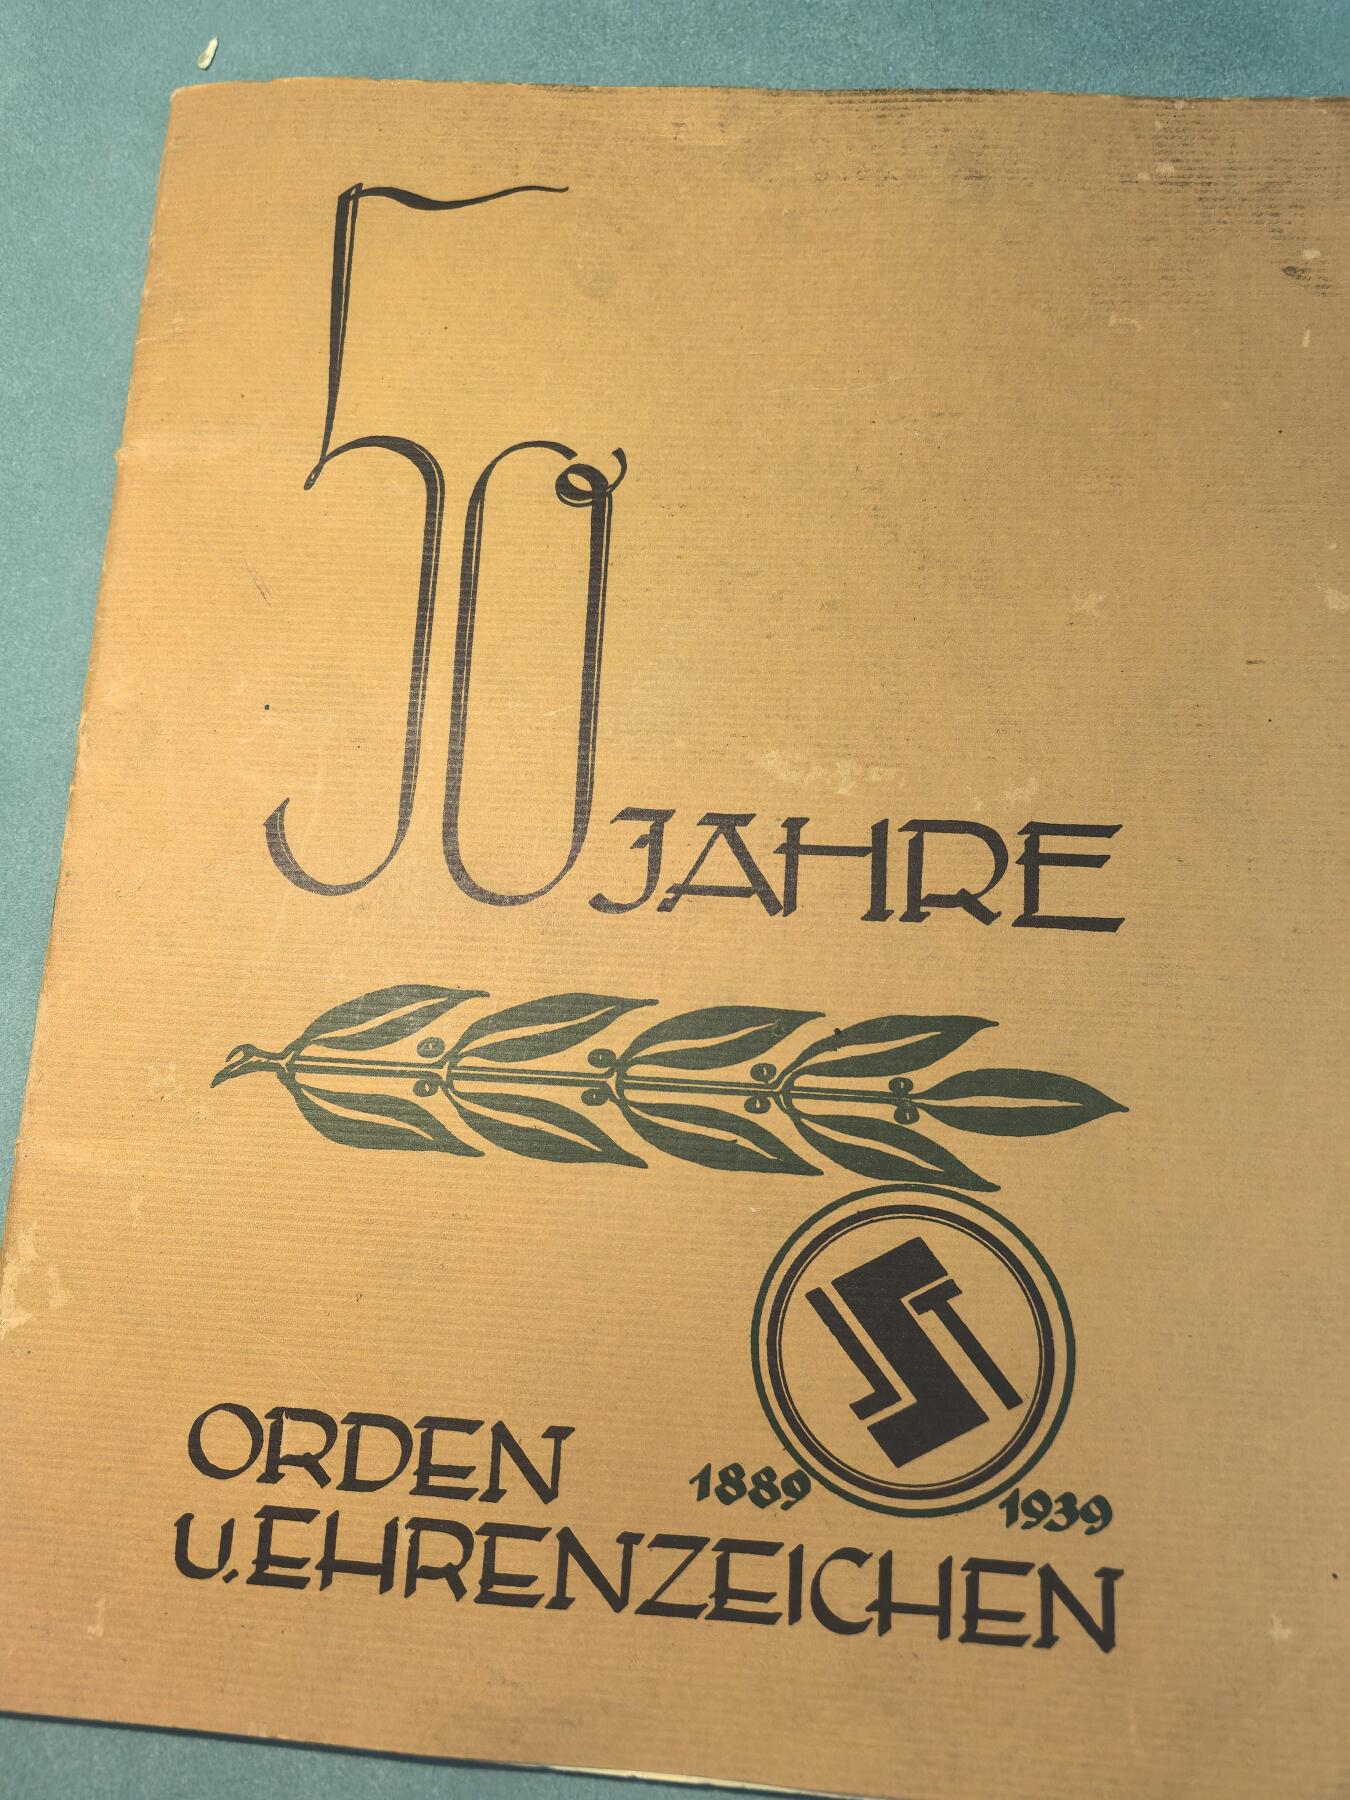 50 JAHRE
1889 1939
ORDEN
U. EHRENZEICHEN